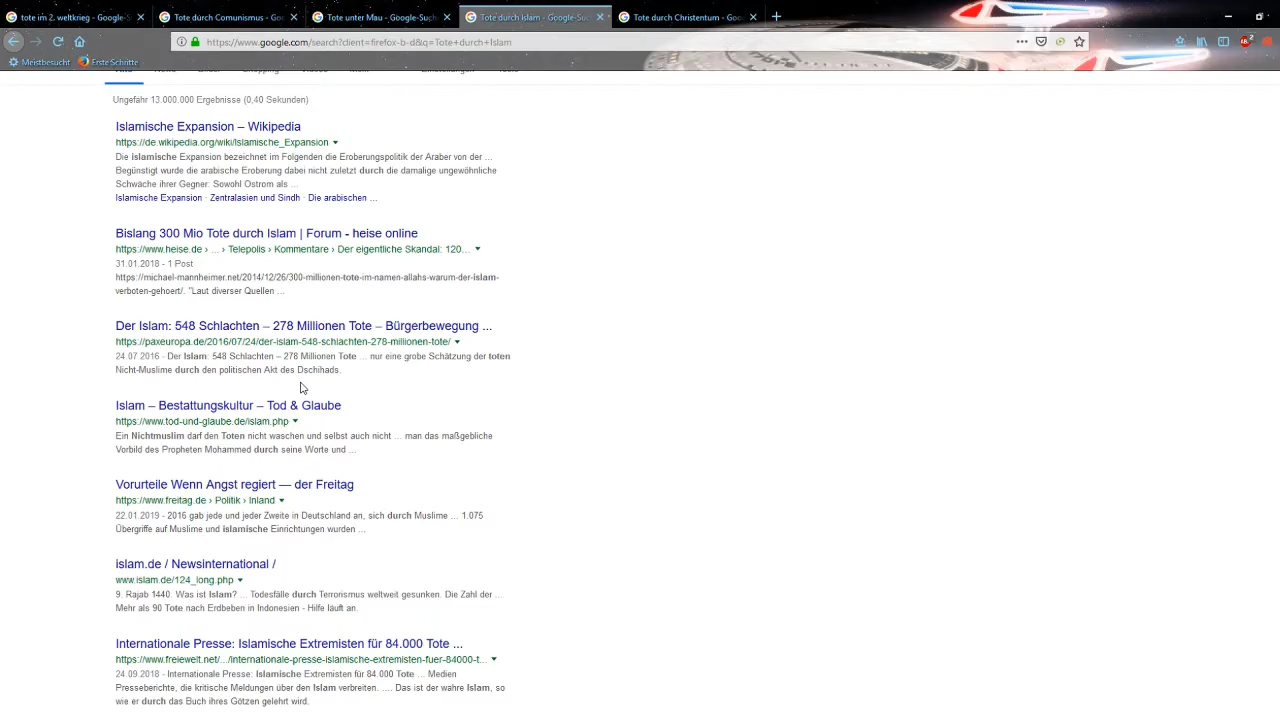 tote im 2. weltkrieg - Google-S
Tote dürch Comunismus - Goo
Tote unter Mau - Google-Such
Tote durch Islam - Google-Suc
Tote durch Christentum - Goo
https://www.google.com/search?client=firefox-b-d&q=Tote+durch+Islam
Meistbesucht
Erste Schritte
Ungefähr 13.000.000 Ergebnisse (0,40 Sekunden)
Islamische Expansion – Wikipedia
https://de.wikipedia.org/wiki/Islamische_Expansion
Die islamische Expansion bezeichnet im Folgenden die Eroberungspolitik der Araber von der ...
Begünstigt wurde die arabische Eroberung dabei nicht zuletzt durch die damalige ungewöhnliche
Schwäche ihrer Gegner: Sowohl Ostrom als ...
Islamische Expansion · Zentralasien und Sindh · Die arabischen ...
Bislang 300 Mio Tote durch Islam | Forum - heise online
https://www.heise.de › ... › Telepolis › Kommentare › Der eigentliche Skandal: 120...
31.01.2018 - 1 Post
https://michael-mannheimer.net/2014/12/26/300-millionen-tote-im-namen-allahs-warum-der-islam-
verboten-gehoert/. "Laut diverser Quellen ...
Der Islam: 548 Schlachten – 278 Millionen Tote – Bürgerbewegung ...
https://paxeuropa.de/2016/07/24/der-islam-548-schlachten-278-millionen-tote/
24.07.2016 - Der Islam: 548 Schlachten – 278 Millionen Tote ... nur eine grobe Schätzung der toten
Nicht-Muslime durch den politischen Akt des Dschihads.
Islam – Bestattungskultur – Tod & Glaube
https://www.tod-und-glaube.de/islam.php
Ein Nichtmuslim darf den Toten nicht waschen und selbst auch nicht ... man das maßgebliche
Vorbild des Propheten Mohammed durch seine Worte und ...
Vorurteile Wenn Angst regiert — der Freitag
https://www.freitag.de › Politik › Inland
22.01.2019 - 2016 gab jede und jeder Zweite in Deutschland an, sich durch Muslime ... 1.075
Übergriffe auf Muslime und islamische Einrichtungen wurden ...
islam.de / Newsinternational /
www.islam.de/124_long.php
9. Rajab 1440. Was ist Islam? ... Todesfälle durch Terrorismus weltweit gesunken. Die Zahl der ...
Mehr als 90 Tote nach Erdbeben in Indonesien - Hilfe läuft an.
Internationale Presse: Islamische Extremisten für 84.000 Tote ...
https://www.freiewelt.net/.../internationale-presse-islamische-extremisten-fuer-84000-t...
24.09.2018 - Internationale Presse: Islamische Extremisten für 84.000 Tote ... Medien
Presseberichte, die kritische Meldungen über den Islam verbreiten. .... Das ist der wahre Islam, so
wie er durch das Buch ihres Götzen gelehrt wird.